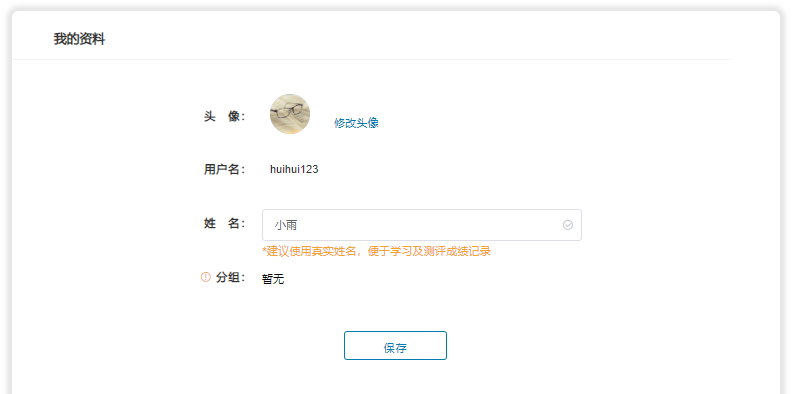 我的资料
头 像： 修改头像
用户名： huihui123
姓 名： 小雨
*建议使用真实姓名，便于学习及测评成绩记录
分组： 暂无
保存